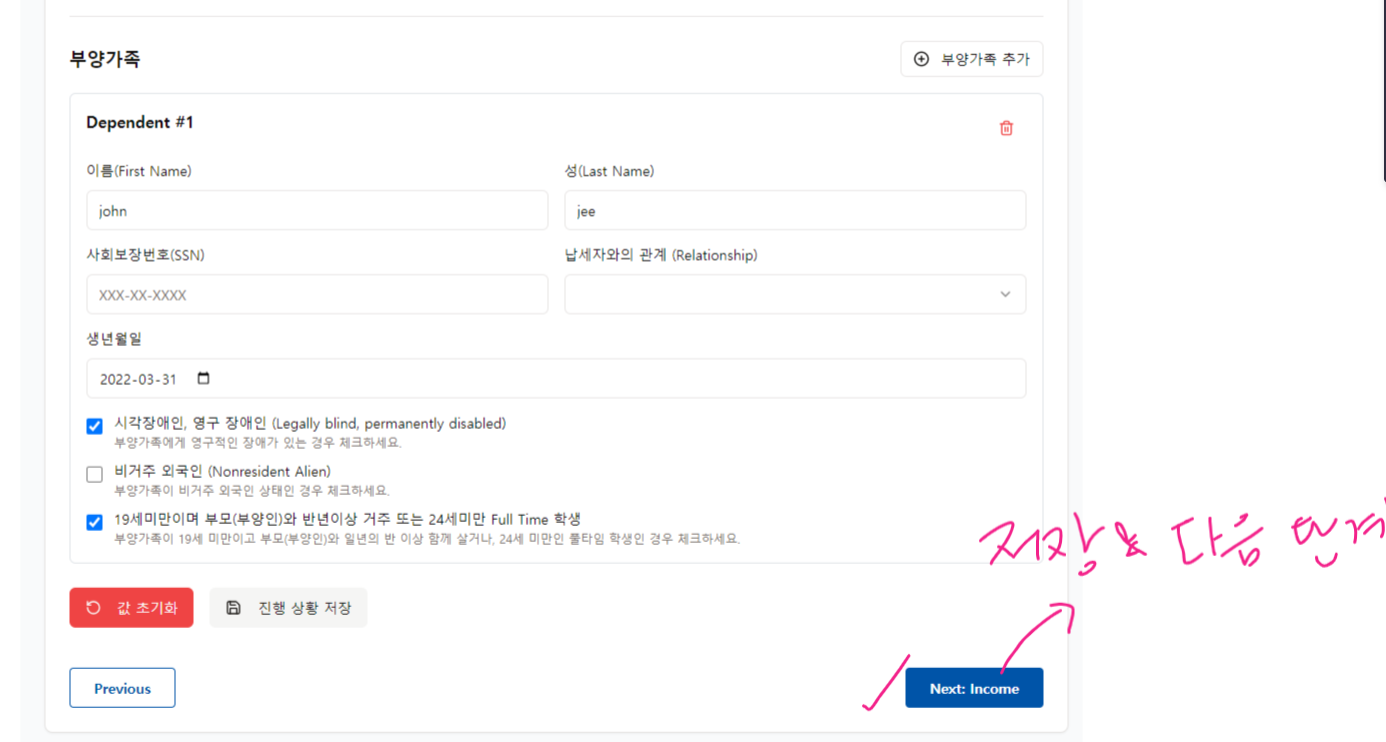 부양가족
부양가족 추가
Dependent #1
이름(First Name)
성(Last Name)
john
jee
사회보장번호(SSN)
납세자와의 관계 (Relationship)
XXX-XX-XXXX
생년월일
2022-03-31
시각장애인, 영구 장애인 (Legally blind, permanently disabled)
부양가족에게 영구적인 장애가 있는 경우 체크하세요.
비거주 외국인 (Nonresident Alien)
부양가족이 비거주 외국인 상태인 경우 체크하세요.
19세미만이며 부모(부양인)와 반년이상 거주 또는 24세미만 Full Time 학생
부양가족이 19세 미만이고 부모(부양인)와 일년의 반 이상 함께 살거나, 24세 미만인 풀타임 학생인 경우 체크하세요.
저장 & 다음 단계
값 초기화
진행 상황 저장
Previous
Next: Income